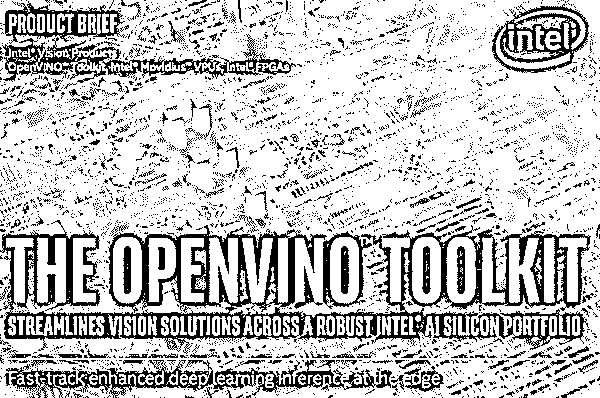 PRODUCT BRIEF
Intel® Vision Products
OpenVINO™ Toolkit, Intel® Movidius™ VPUs, Intel® FPGAs
intel®
THE OPENVINO™ TOOLKIT
STREAMLINES VISION SOLUTIONS ACROSS A ROBUST INTEL® AI SILICON PORTFOLIO
Fast-track enhanced deep learning inference at the edge